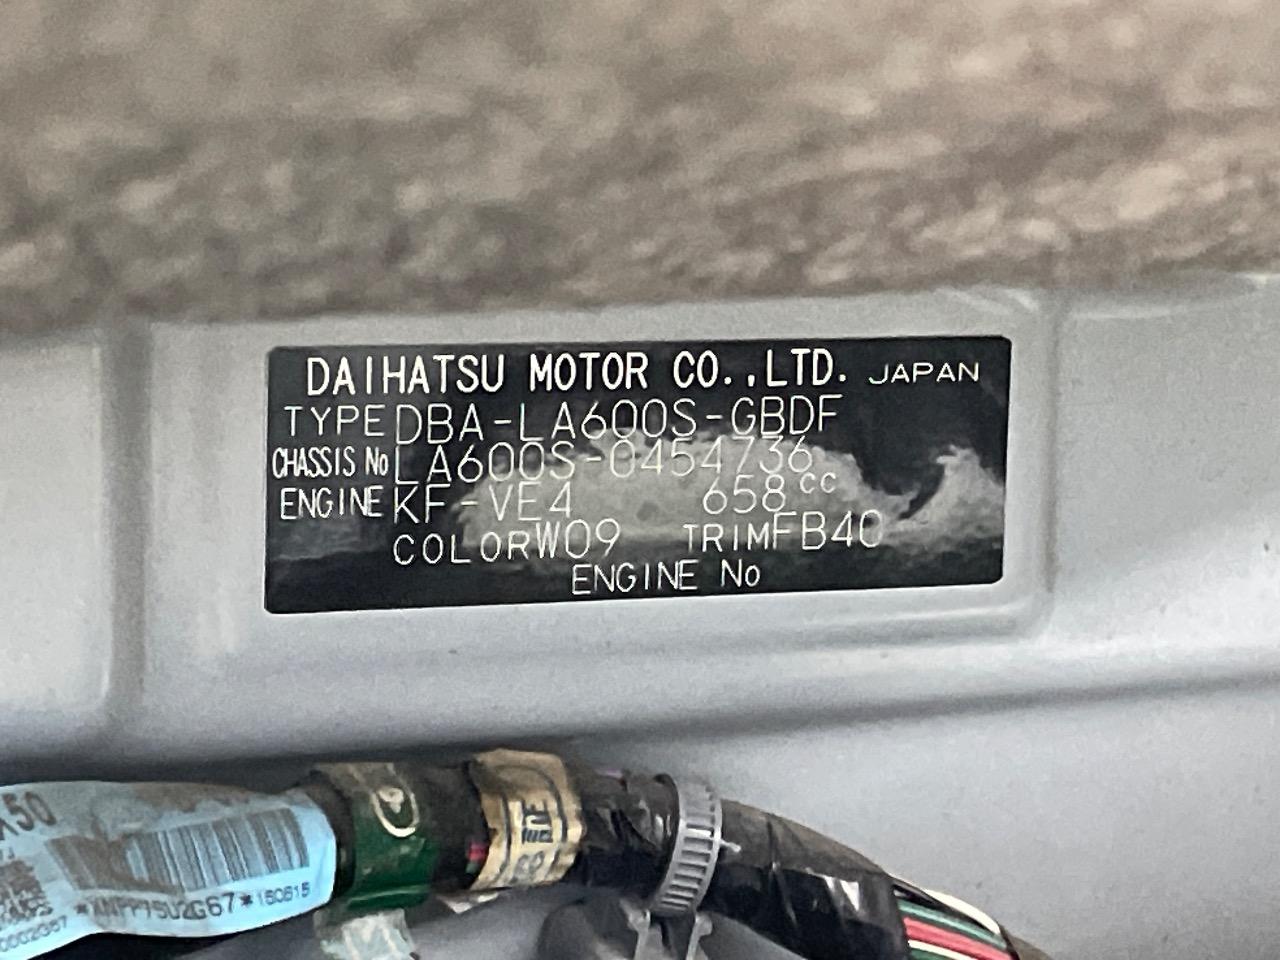 DAIHATSU MOTOR CO.,LTD. JAPAN
TYPE DBA-LA600S-GBDF
CHASSIS No LA600S-0454736
ENGINE KF-VE4 658cc
COLOR W09 TRIM FB40
ENGINE No
50